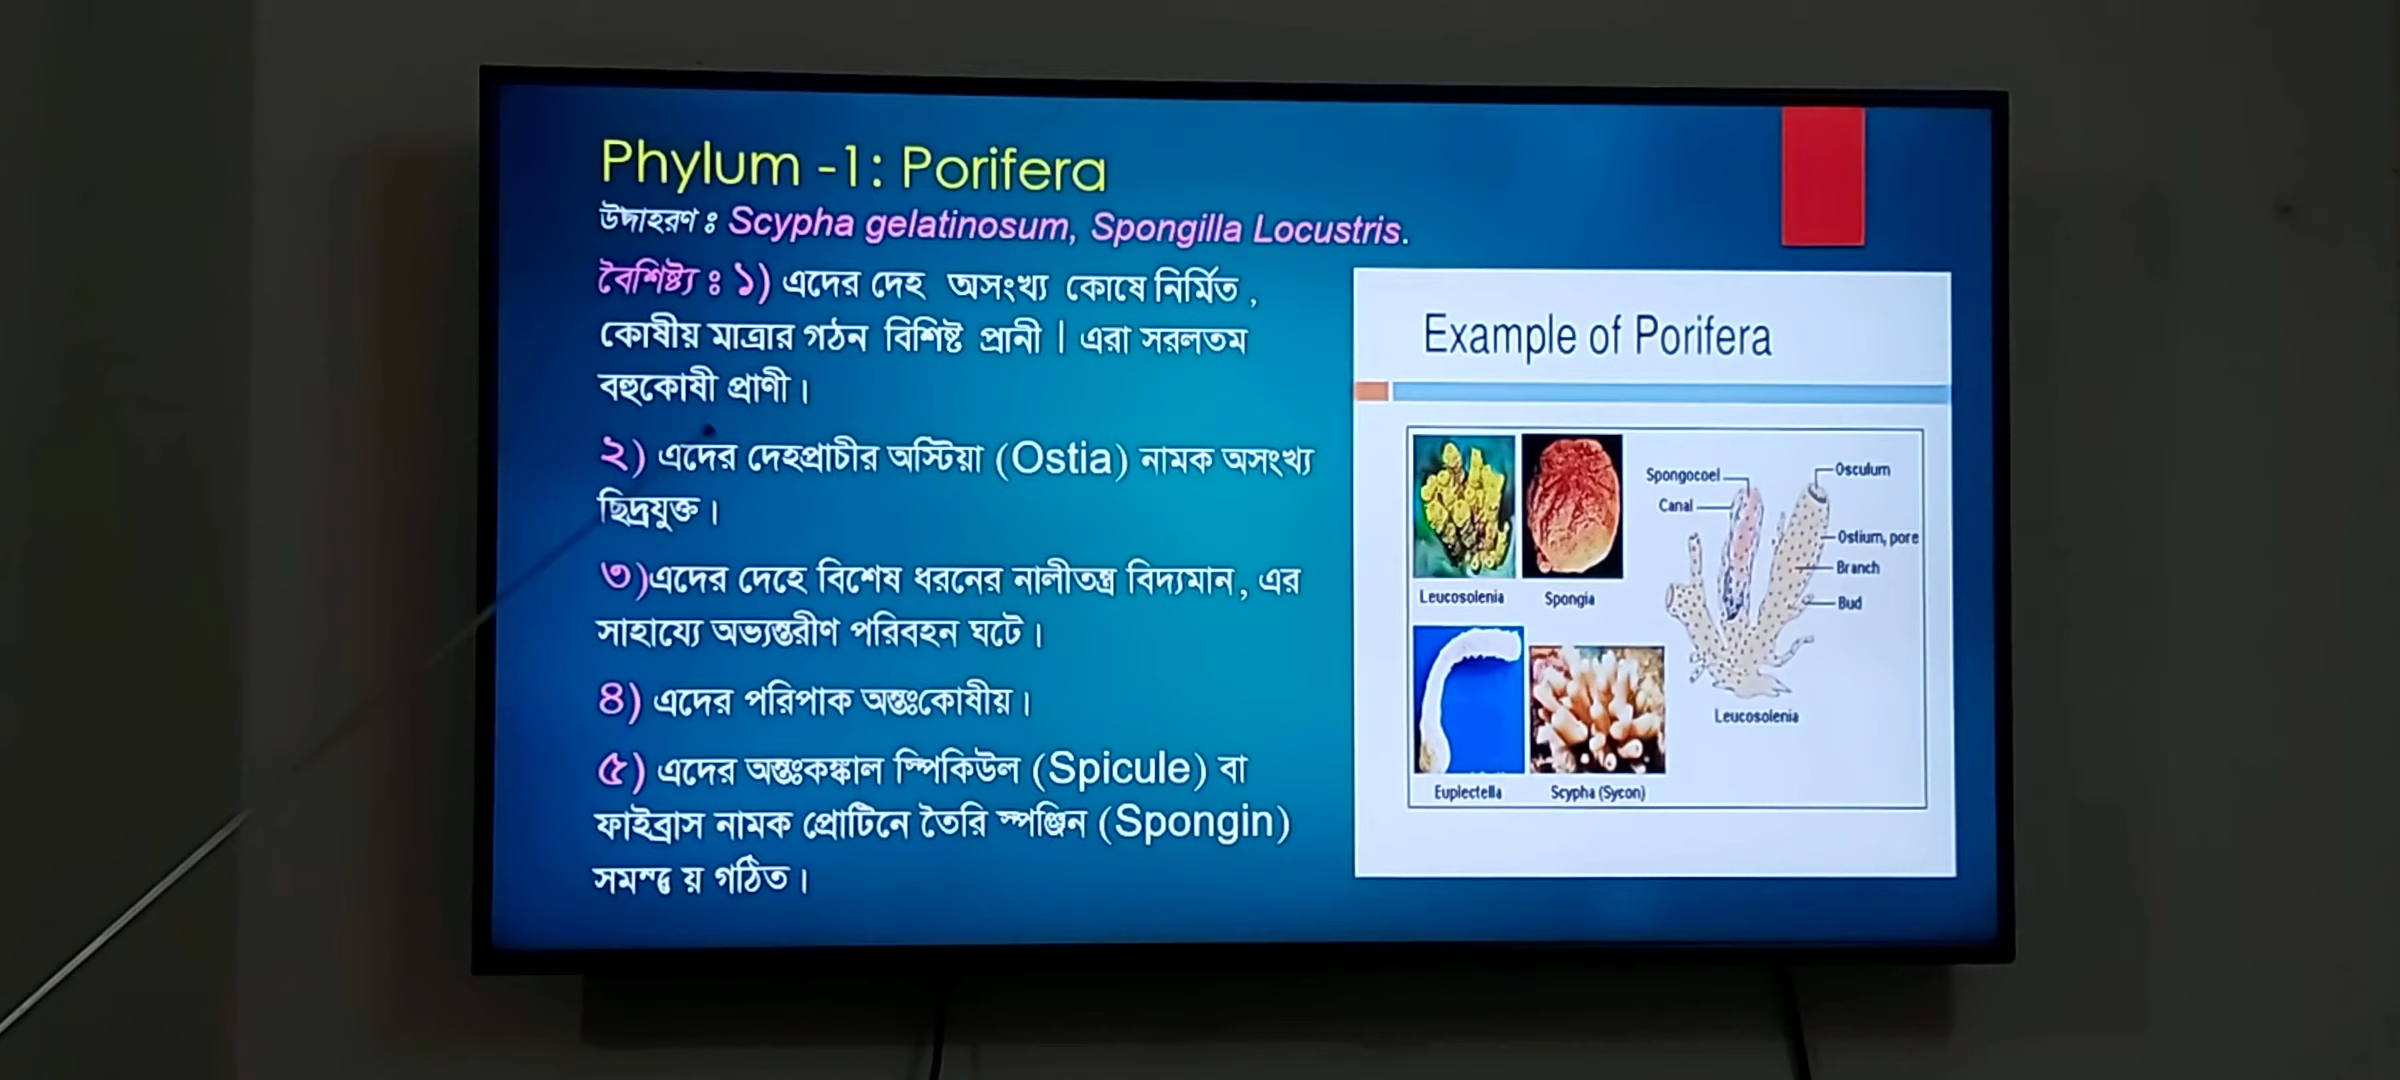 Phylum -1: Porifera
উদাহরণ ঃ Scypha gelatinosum, Spongilla Locustris.
বৈশিষ্ট্য ঃ ১) এদের দেহ অসংখ্য কোষে নির্মিত ,
কোষীয় মাত্রার গঠন বিশিষ্ট প্রানী | এরা সরলতম
বহুকোষী প্রাণী।
২) এদের দেহপ্রাচীর অস্টিয়া (Ostia) নামক অসংখ্য
ছিদ্রযুক্ত।
৩)এদের দেহে বিশেষ ধরনের নালীতন্ত্র বিদ্যমান, এর
সাহায্যে অভ্যন্তরীণ পরিবহন ঘটে।
৪) এদের পরিপাক অন্তঃকোষীয়।
৫) এদের অন্তঃকঙ্কাল স্পিকিউল (Spicule) বা
ফাইব্রাস নামক প্রোটিনে তৈরি স্পঞ্জিন (Spongin)
সমন্দ্ব য় গঠিত।
Example of Porifera
Leucosolenia
Spongia
Euplectella
Scypha (Sycon)
Spongocoel
Canal
Osculum
Ostium, pore
Branch
Bud
Leucosolenia